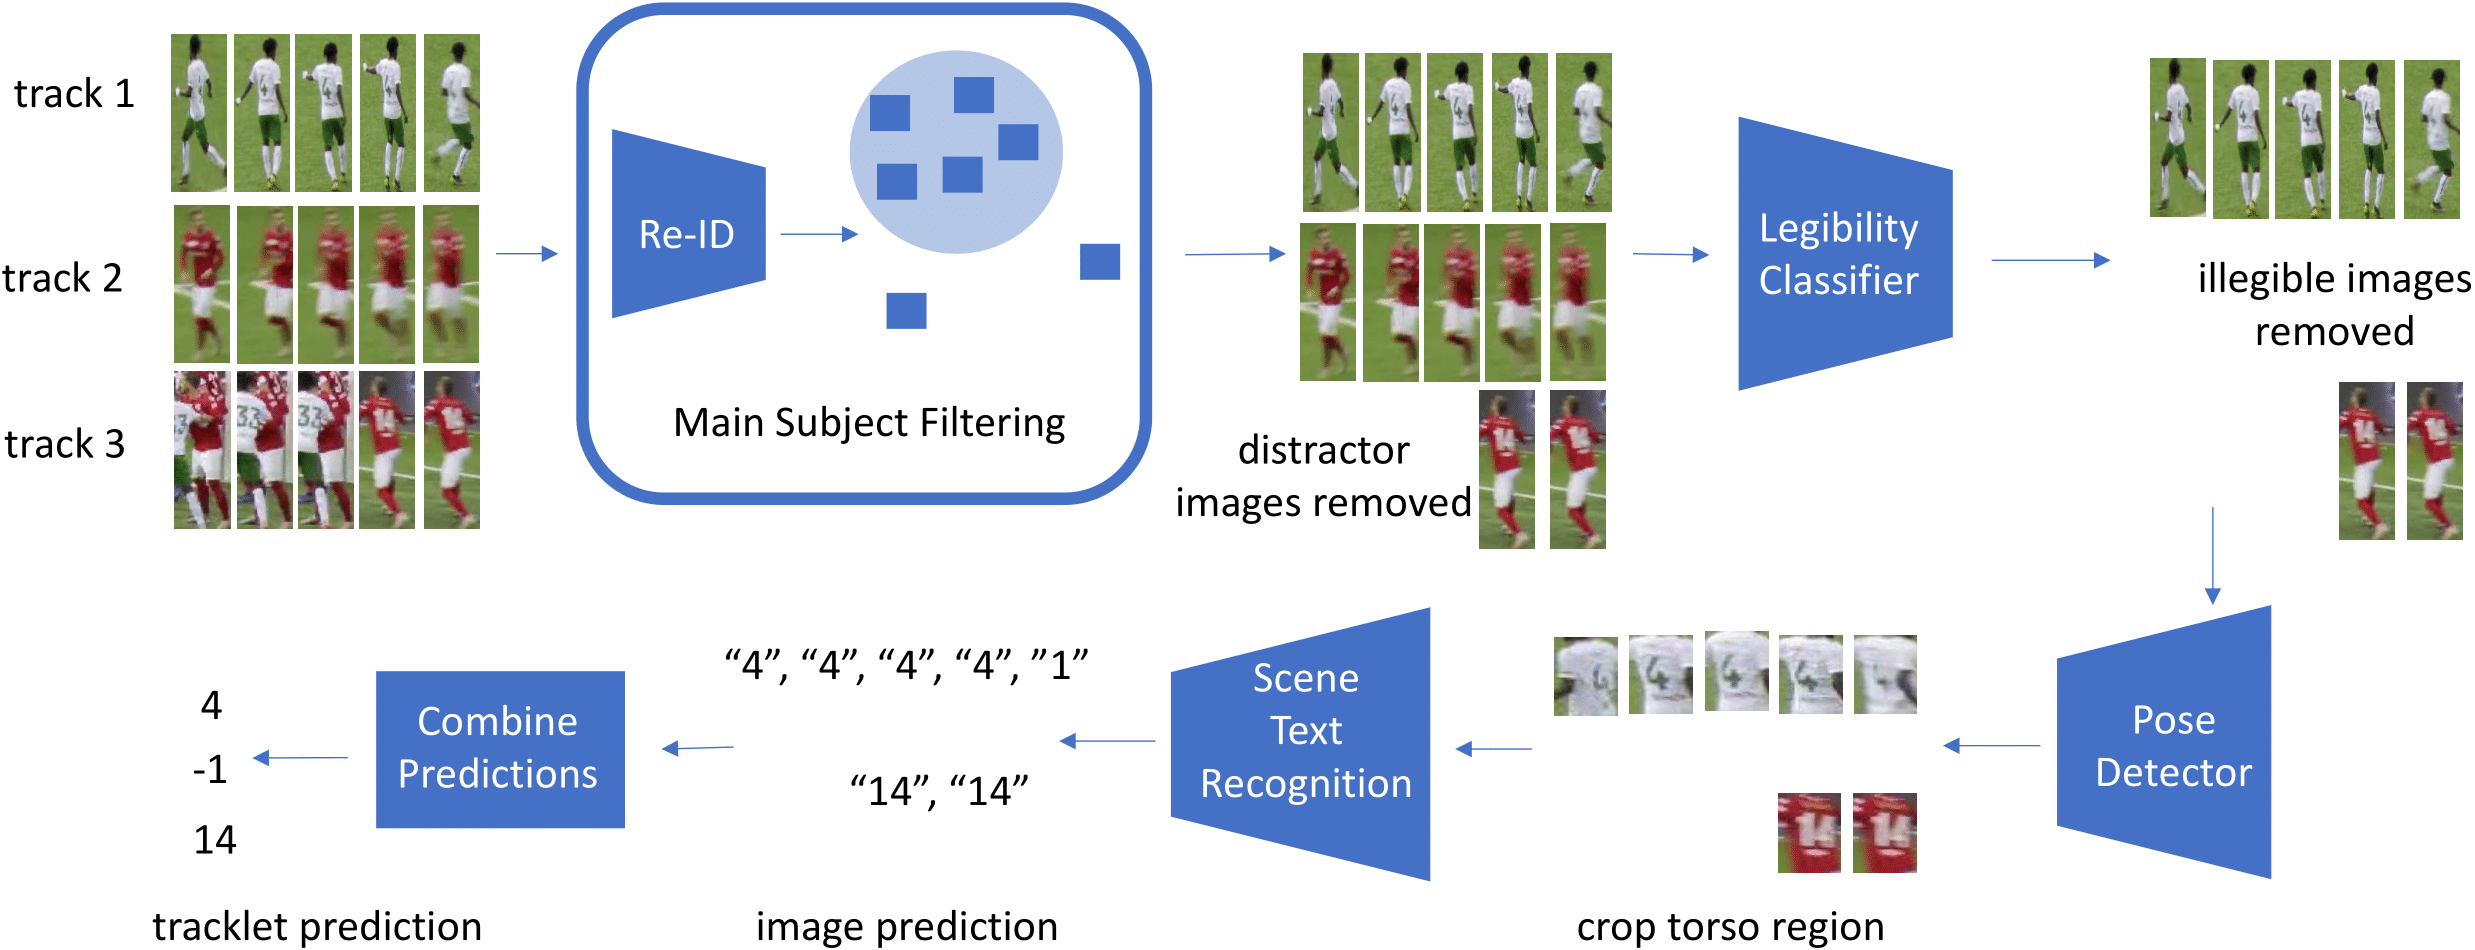 track 1
track 2
track 3
Re-ID
Main Subject Filtering
distractor
images removed
Legibility
Classifier
illegible images
removed
Pose
Detector
crop torso region
Scene
Text
Recognition
“4”, “4”, “4”, “4”, ”1”
“14”, “14”
image prediction
Combine
Predictions
4
-1
14
tracklet prediction